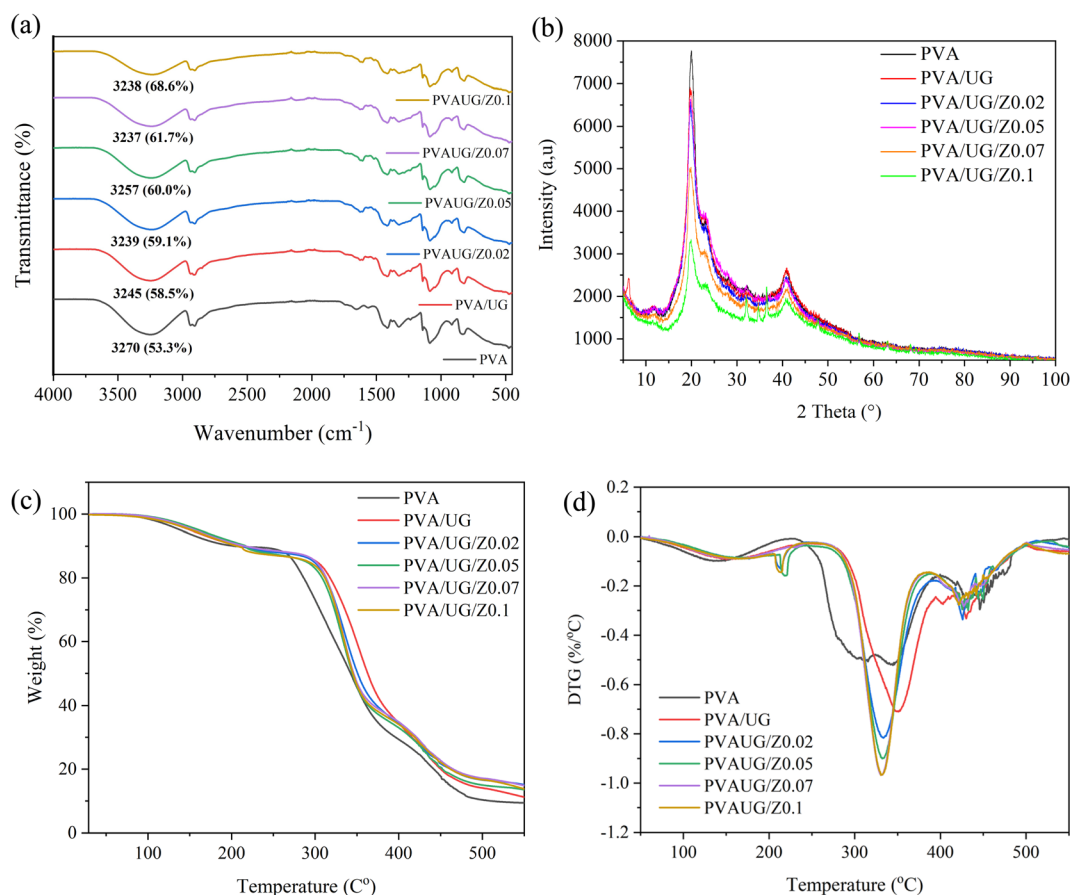 (a)
Transmittance (%)
3238 (68.6%)
PVAUG/Z0.1
3237 (61.7%)
PVAUG/Z0.07
3257 (60.0%)
PVAUG/Z0.05
3239 (59.1%)
PVAUG/Z0.02
3245 (58.5%)
PVA/UG
3270 (53.3%)
PVA
4000 3500 3000 2500 2000 1500 1000 500
Wavenumber (cm-1)
(b)
Intensity (a,u)
8000
7000
6000
5000
4000
3000
2000
1000
PVA
PVA/UG
PVA/UG/Z0.02
PVA/UG/Z0.05
PVA/UG/Z0.07
PVA/UG/Z0.1
10 20 30 40 50 60 70 80 90 100
2 Theta (°)
(c)
Weight (%)
100
80
60
40
20
0
PVA
PVA/UG
PVA/UG/Z0.02
PVA/UG/Z0.05
PVA/UG/Z0.07
PVA/UG/Z0.1
100 200 300 400 500
Temperature (Cº)
(d)
DTG (%/ºC)
0.2
0.0
-0.2
-0.4
-0.6
-0.8
-1.0
-1.2
PVA
PVA/UG
PVAUG/Z0.02
PVAUG/Z0.05
PVAUG/Z0.07
PVAUG/Z0.1
100 200 300 400 500
Temperature (ºC)